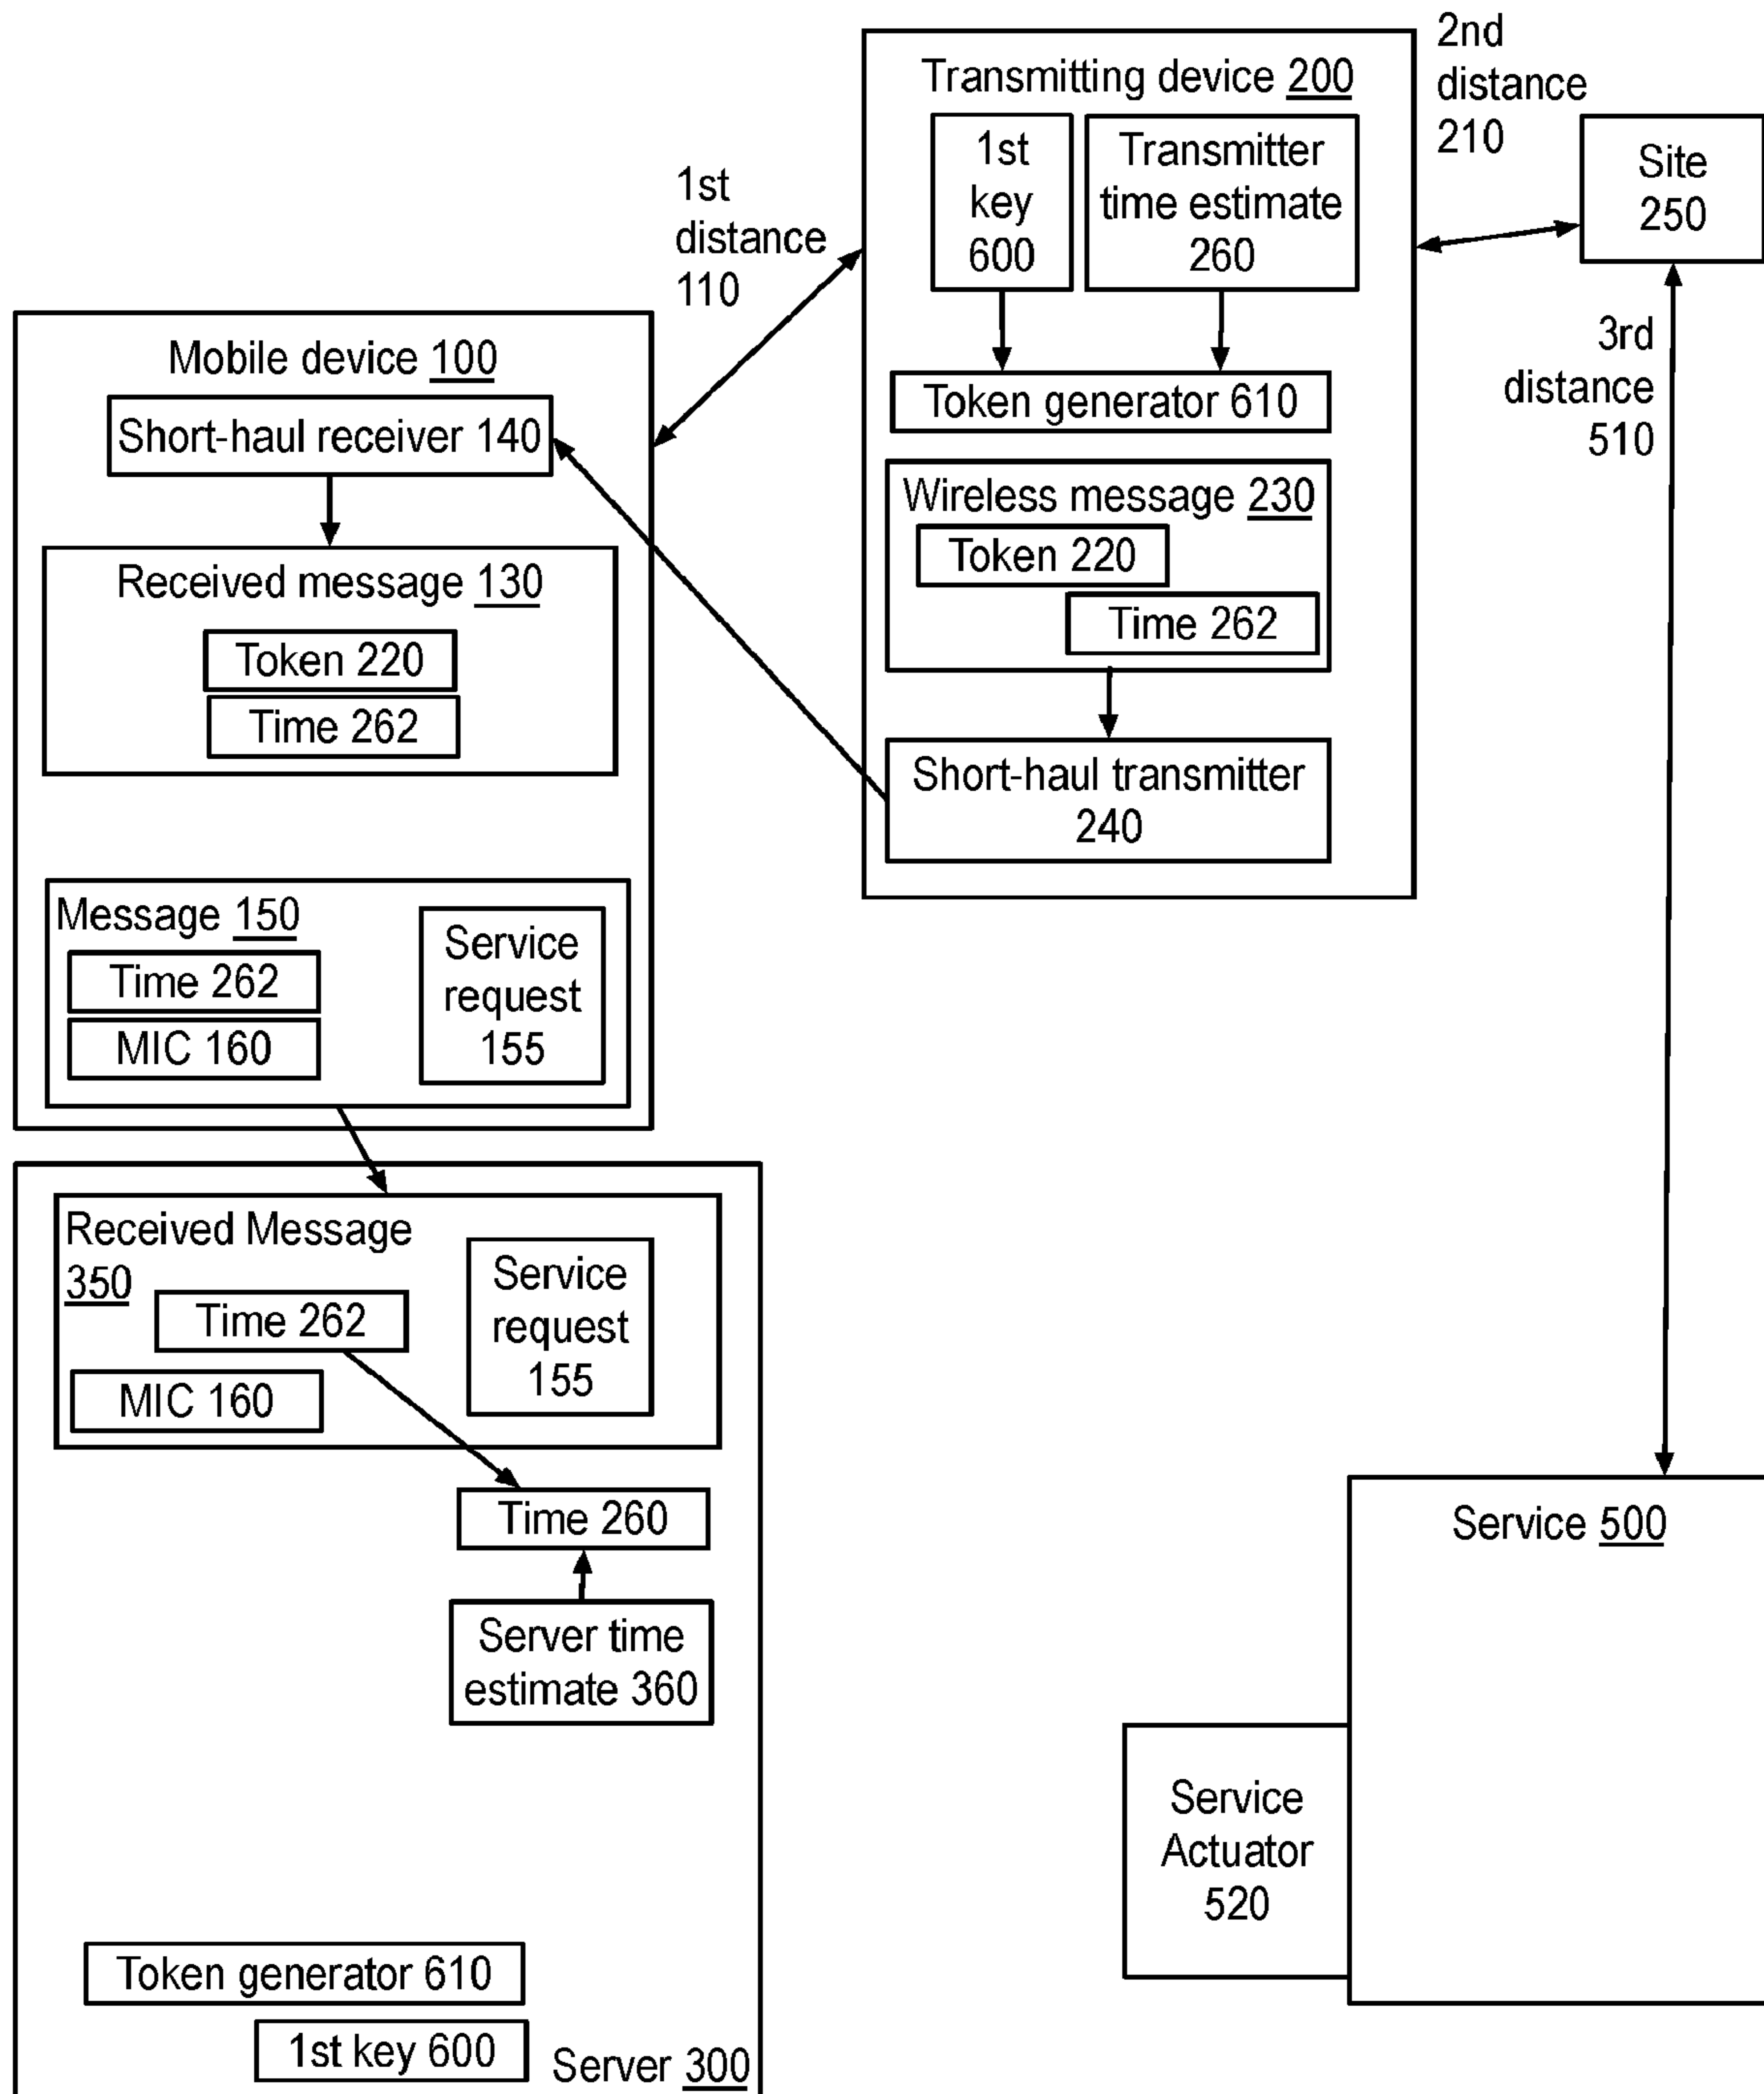 2nd
distance
210
Transmitting device 200
1st
key
600
Transmitter
time estimate
260
Site
250
1st
distance
110
3rd
distance
510
Mobile device 100
Short-haul receiver 140
Token generator 610
Wireless message 230
Token 220
Time 262
Received message 130
Token 220
Time 262
Short-haul transmitter
240
Message 150
Time 262
MIC 160
Service
request
155
Received Message
350
Time 262
MIC 160
Service
request
155
Time 260
Server time
estimate 360
Service 500
Service
Actuator
520
Token generator 610
1st key 600
Server 300